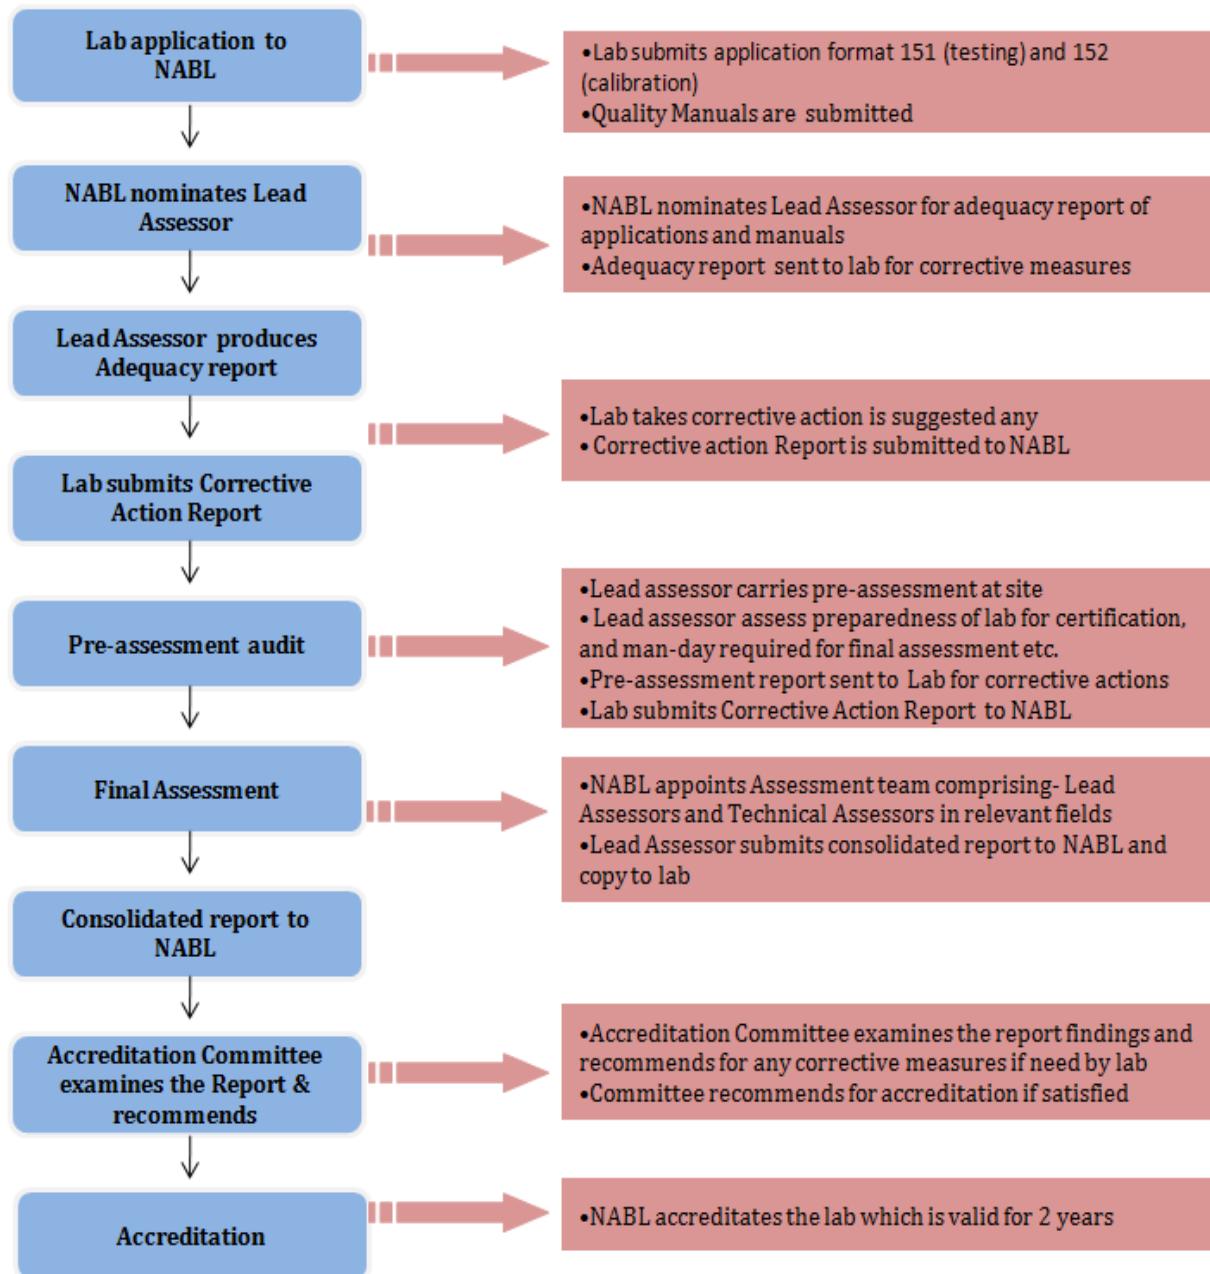 Lab application to
NABL
•Lab submits application format 151 (testing) and 152
(calibration)
•Quality Manuals are submitted
NABL nominates Lead
Assessor
•NABL nominates Lead Assessor for adequacy report of
applications and manuals
•Adequacy report sent to lab for corrective measures
Lead Assessor produces
Adequacy report
•Lab takes corrective action is suggested any
• Corrective action Report is submitted to NABL
Lab submits Corrective
Action Report
Pre-assessment audit
•Lead assessor carries pre-assessment at site
• Lead assessor assess preparedness of lab for certification,
and man-day required for final assessment etc.
•Pre-assessment report sent to Lab for corrective actions
•Lab submits Corrective Action Report to NABL
Final Assessment
•NABL appoints Assessment team comprising- Lead
Assessors and Technical Assessors in relevant fields
•Lead Assessor submits consolidated report to NABL and
copy to lab
Consolidated report to
NABL
Accreditation Committee
examines the Report &
recommends
•Accreditation Committee examines the report findings and
recommends for any corrective measures if need by lab
•Committee recommends for accreditation if satisfied
Accreditation
•NABL accreditates the lab which is valid for 2 years